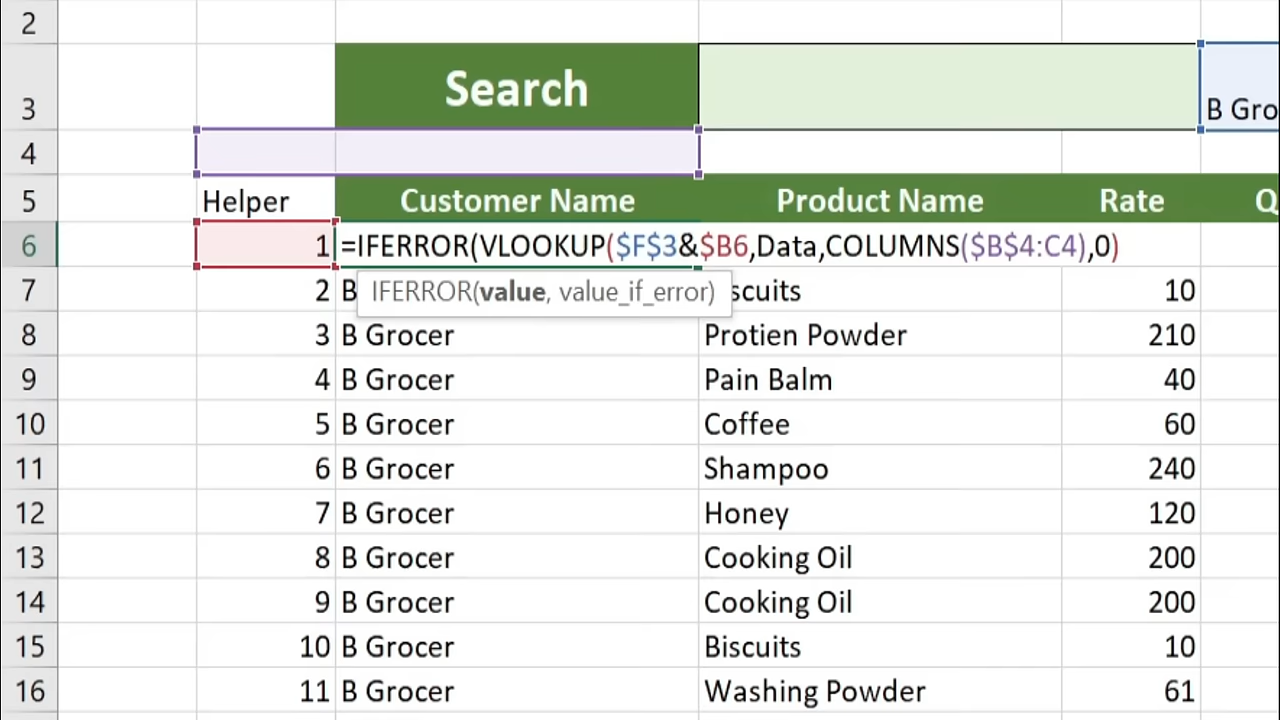 2
3 Search B Gro
4
5 Helper Customer Name Product Name Rate Q
6 1 =IFERROR(VLOOKUP($F$3&$B6,Data,COLUMNS($B$4:C4),0)
IFERROR(value, value_if_error)
7 2 B scuits 10
8 3 B Grocer Protien Powder 210
9 4 B Grocer Pain Balm 40
10 5 B Grocer Coffee 60
11 6 B Grocer Shampoo 240
12 7 B Grocer Honey 120
13 8 B Grocer Cooking Oil 200
14 9 B Grocer Cooking Oil 200
15 10 B Grocer Biscuits 10
16 11 B Grocer Washing Powder 61